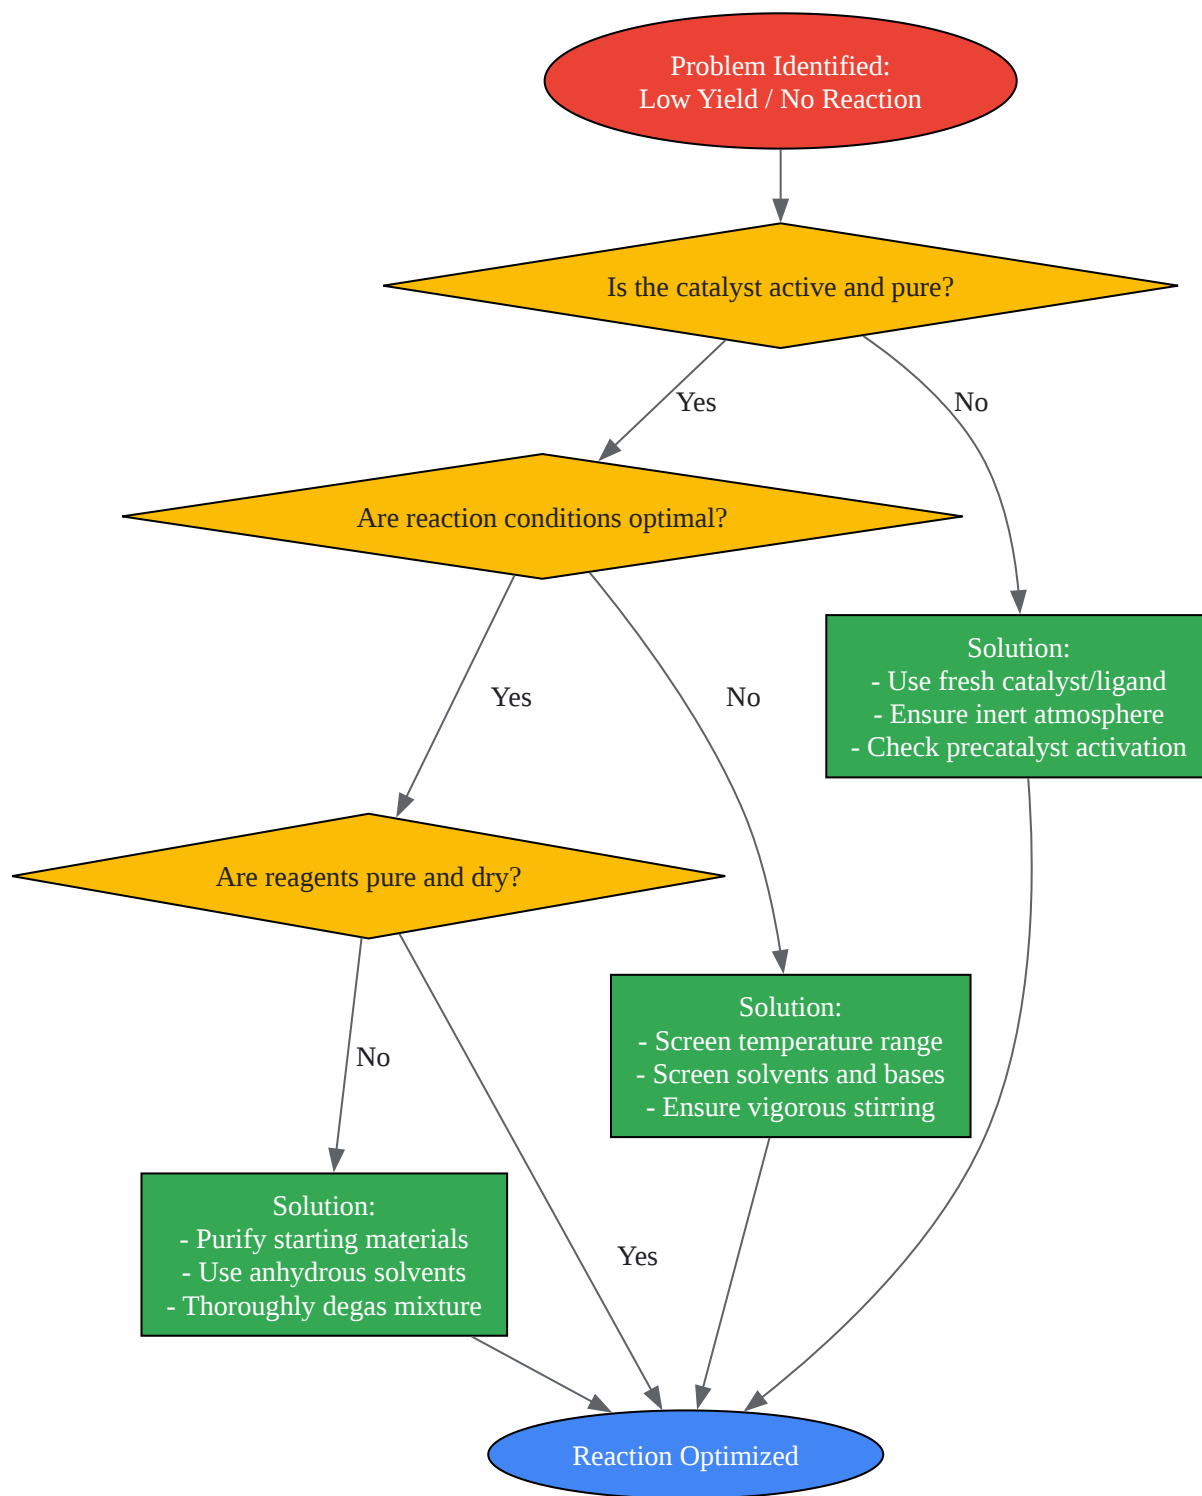 Problem Identified:
Low Yield / No Reaction
Is the catalyst active and pure?
Yes
No
Are reaction conditions optimal?
Solution:
- Use fresh catalyst/ligand
- Ensure inert atmosphere
- Check precatalyst activation
Yes
No
Are reagents pure and dry?
Solution:
- Screen temperature range
- Screen solvents and bases
- Ensure vigorous stirring
No
Yes
Solution:
- Purify starting materials
- Use anhydrous solvents
- Thoroughly degas mixture
Reaction Optimized